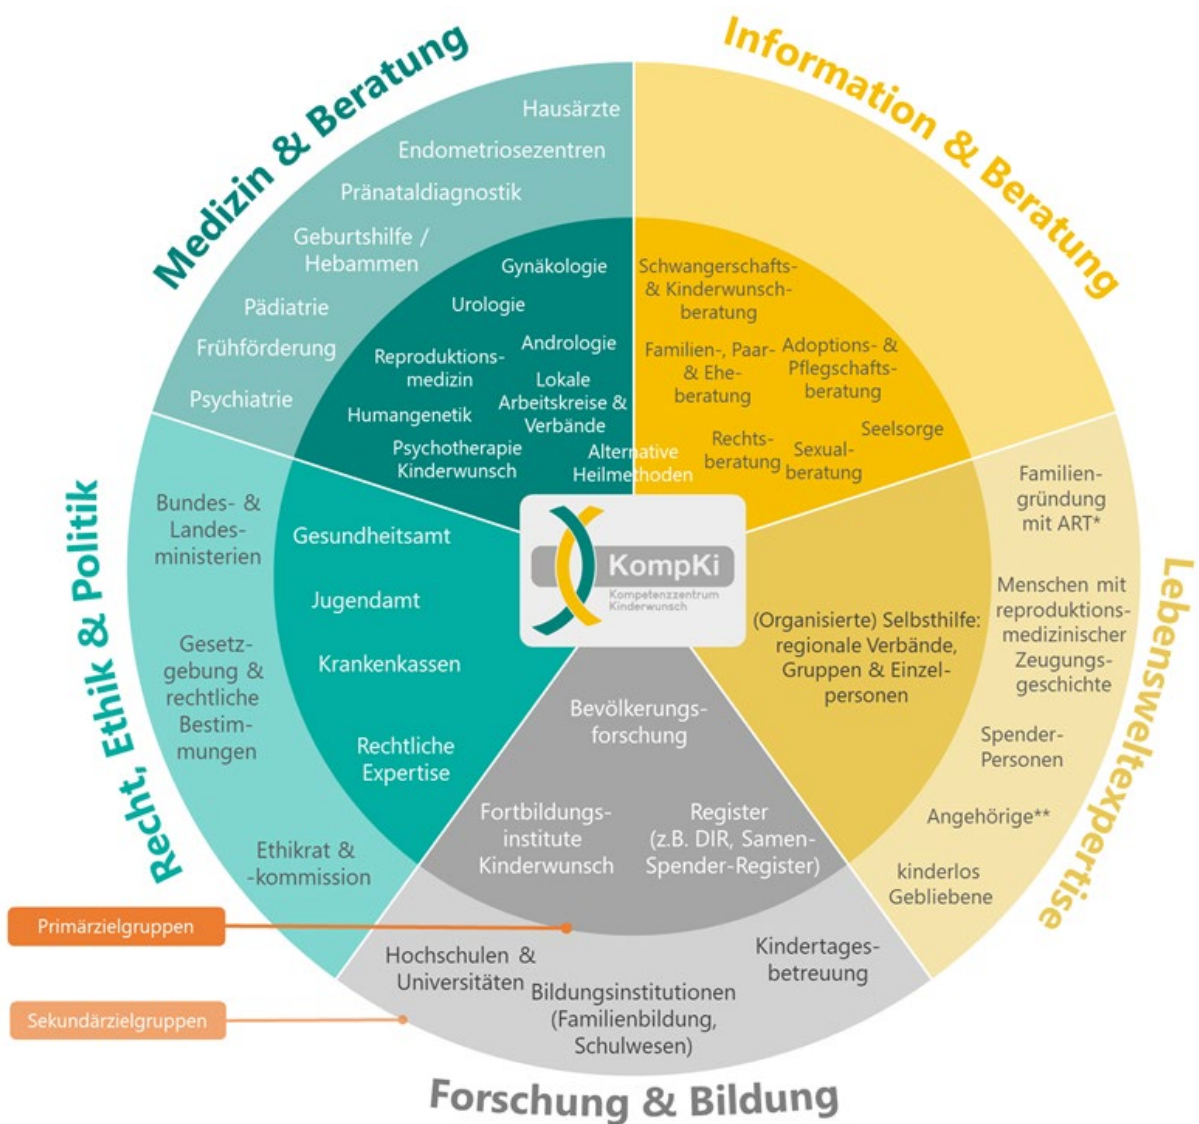 Medizin & Beratung
Hausärzte
Endometriosezentren
Pränataldiagnostik
Geburtshilfe /
Hebammen
Pädiatrie
Frühförderung
Psychiatrie
Gynäkologie
Urologie
Andrologie
Reproduktions-
medizin
Lokale
Arbeitskreise &
Verbände
Humangenetik
Psychotherapie
Kinderwunsch
Alternative
Heilmethoden
Information & Beratung
Schwangerschafts-
& Kinderwunsch-
beratung
Familien-, Paar-
& Ehe-
beratung
Adoptions- &
Pflegschafts-
beratung
Rechts-
beratung
Sexual-
beratung
Seelsorge
Lebensweltexpertise
Familien-
gründung
mit ART*
Menschen mit
reproduktions-
medizinischer
Zeugungs-
geschichte
Spender-
Personen
Angehörige**
kinderlos
Gebliebene
(Organisierte) Selbsthilfe:
regionale Verbände,
Gruppen & Einzel-
personen
KompKi
Kompetenzzentrum
Kinderwunsch
Recht, Ethik & Politik
Bundes- &
Landes-
ministerien
Gesetz-
gebung &
rechtliche
Bestim-
mungen
Ethikrat &
-kommission
Gesundheitsamt
Jugendamt
Krankenkassen
Rechtliche
Expertise
Bevölkerungs-
forschung
Fortbildungs-
institute
Kinderwunsch
Register
(z.B. DIR, Samen-
Spender-Register)
Hochschulen &
Universitäten
Bildungsinstitutionen
(Familienbildung,
Schulwesen)
Kindertages-
betreuung
Forschung & Bildung
Primärzielgruppen
Sekundärzielgruppen